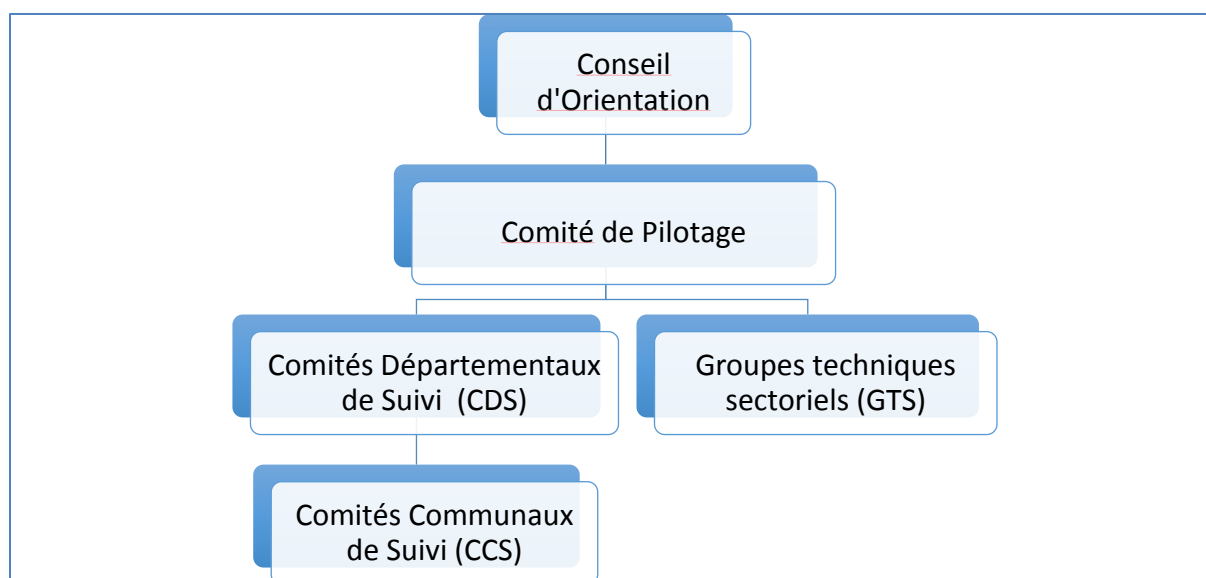 Conseil
d'Orientation
Comité de Pilotage
Comités Départementaux
de Suivi (CDS)
Groupes techniques
sectoriels (GTS)
Comités Communaux
de Suivi (CCS)